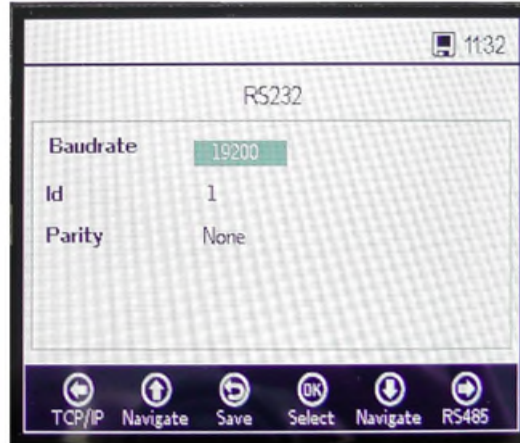 11:32
RS232
Baudrate 19200
Id 1
Parity None
OK
TCP/IP Navigate Save Select Navigate RS485